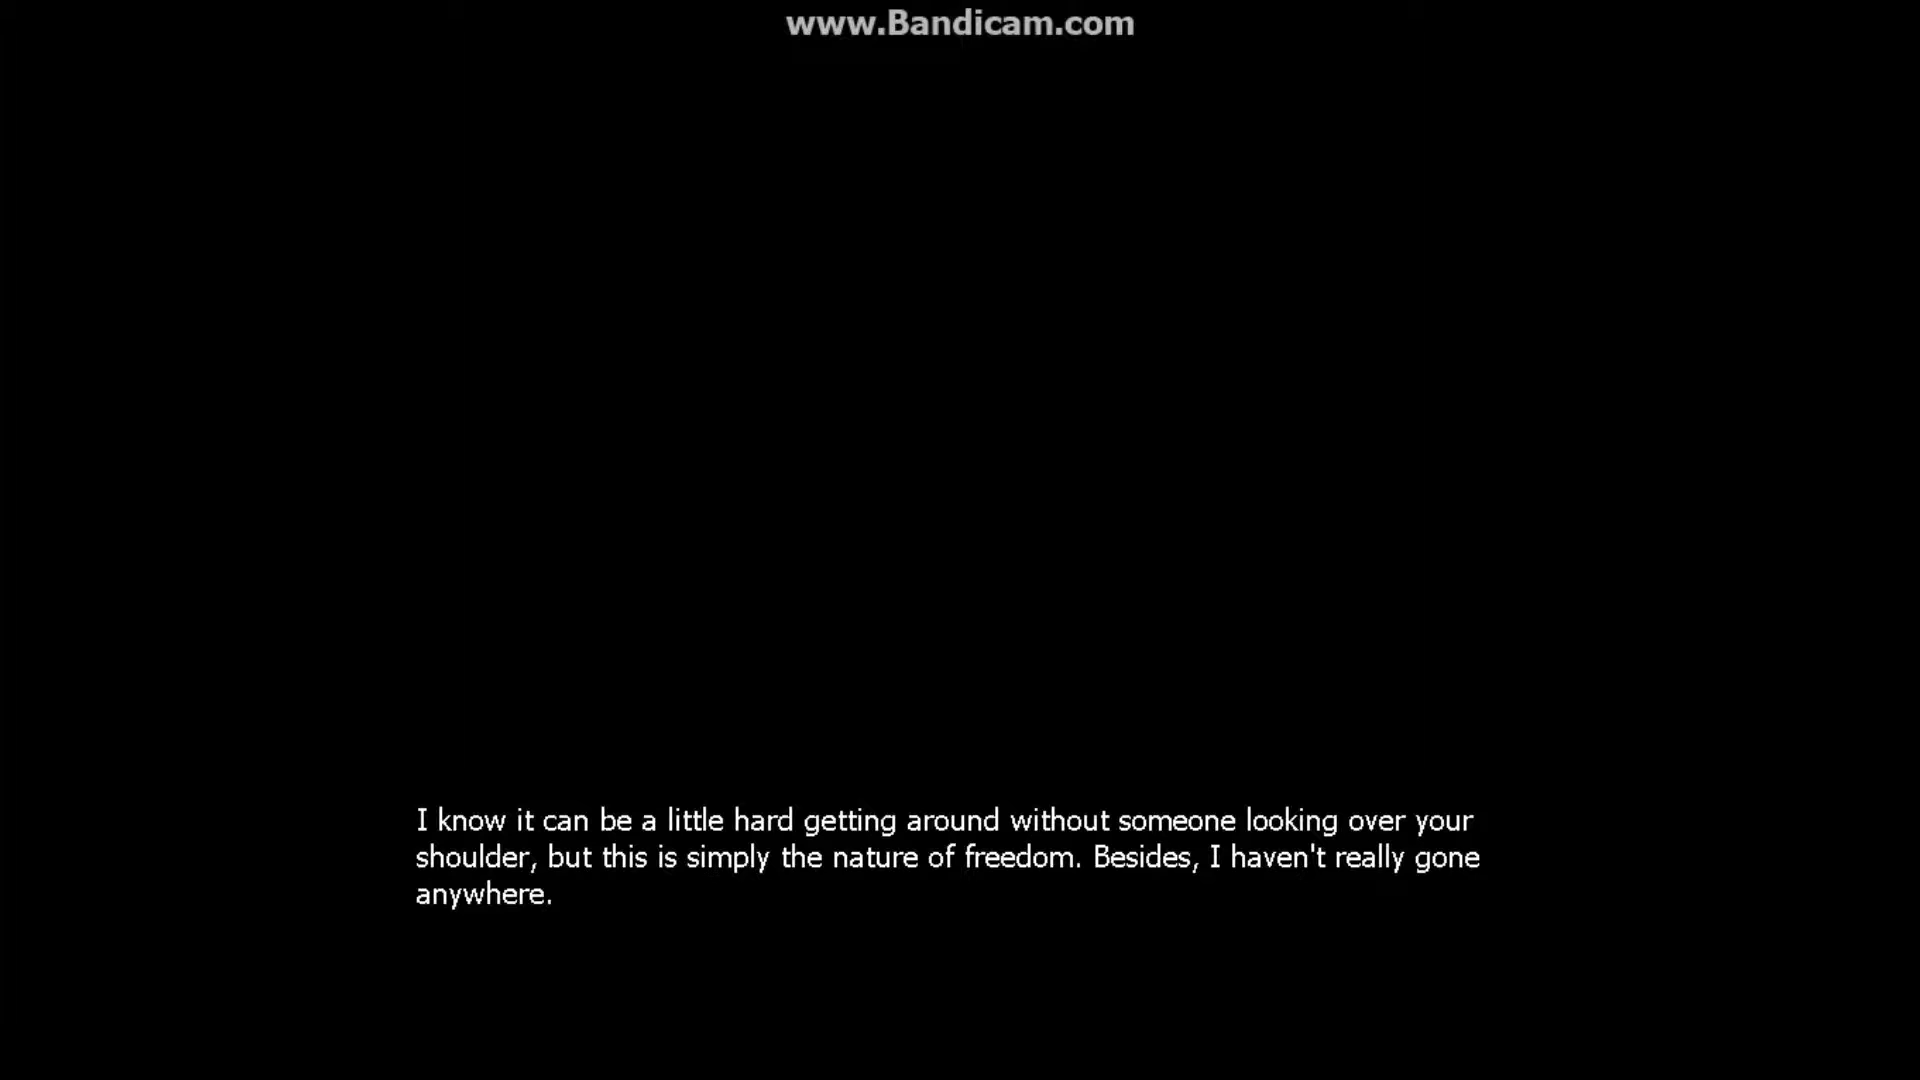 www.Bandicam.com
I know it can be a little hard getting around without someone looking over your
shoulder, but this is simply the nature of freedom. Besides, I haven't really gone
anywhere.